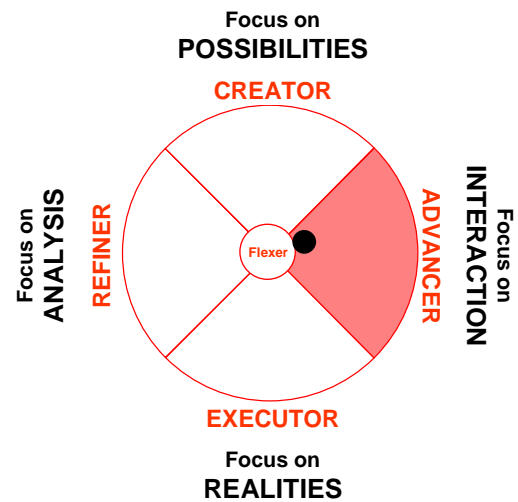 Focus on
POSSIBILITIES
CREATOR
Focus on
ANALYSIS
REFINER
Flexer
ADVANCER
Focus on
INTERACTION
EXECUTOR
Focus on
REALITIES